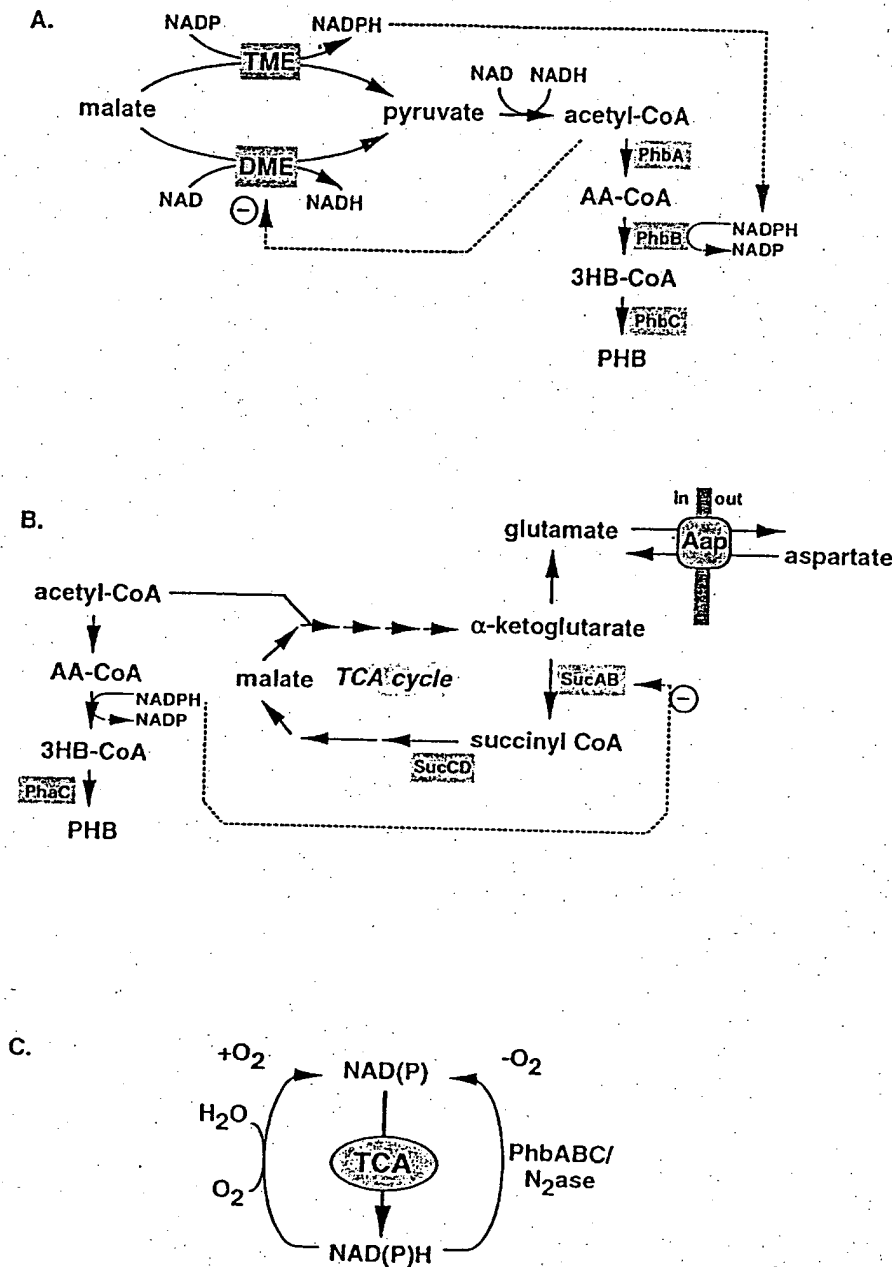 A.
NADP NADPH
TME
NAD NADH
malate pyruvate acetyl-CoA
DME
NAD NADH
−
PhbA
AA-CoA
PhbB NADPH
NADP
3HB-CoA
PhbC
PHB
B.
In out
glutamate Aap aspartate
acetyl-CoA α-ketoglutarate
AA-CoA malate TCA cycle SucAB
−
NADPH
NADP
3HB-CoA succinyl CoA
SucCD
PhaC
PHB
C.
+O₂ NAD(P) -O₂
H₂O
TCA PhbABC/
N₂ase
O₂
NAD(P)H